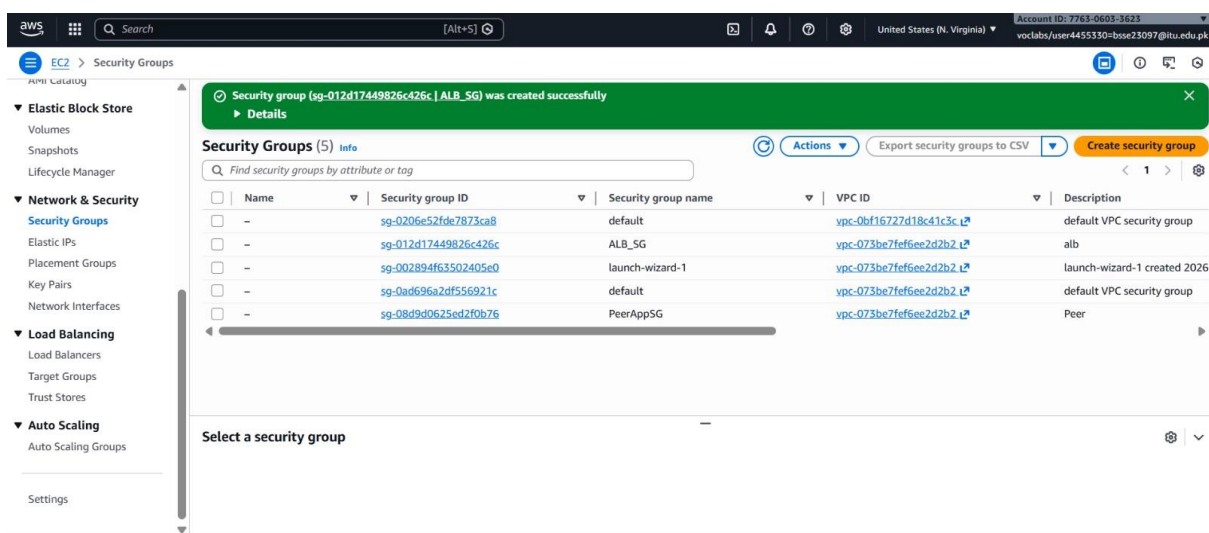 aws
Search
[Alt+S]
United States (N. Virginia) ▼
Account ID: 7763-0603-3623
voclabs/user4455330=bsse23097@itu.edu.pk
EC2 > Security Groups
AMI Catalog
Elastic Block Store
Volumes
Snapshots
Lifecycle Manager
Network & Security
Security Groups
Elastic IPs
Placement Groups
Key Pairs
Network Interfaces
Load Balancing
Load Balancers
Target Groups
Trust Stores
Auto Scaling
Auto Scaling Groups
Settings
Security group (sg-012d17449826c426c | ALB_SG) was created successfully
Details
Security Groups (5) Info
Actions
Export security groups to CSV
Create security group
Find security groups by attribute or tag
1
Name Security group ID Security group name VPC ID Description
– sg-0206e52fde7873ca8 default vpc-0bf16727d18c41c3c default VPC security group
– sg-012d17449826c426c ALB_SG vpc-073be7fef6ee2d2b2 alb
– sg-002894f63502405e0 launch-wizard-1 vpc-073be7fef6ee2d2b2 launch-wizard-1 created 2026
– sg-0ad696a2df556921c default vpc-073be7fef6ee2d2b2 default VPC security group
– sg-08d9d0625ed2f0b76 PeerAppSG vpc-073be7fef6ee2d2b2 Peer
Select a security group